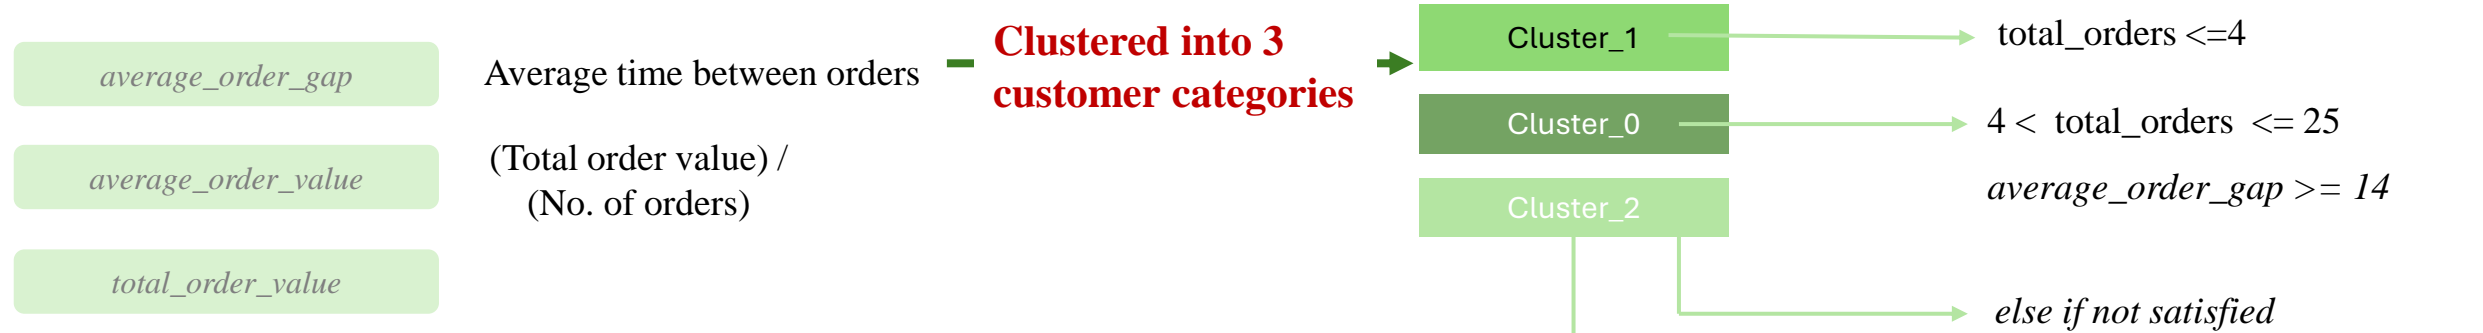 average_order_gap
Average time between orders
average_order_value
(Total order value) /
(No. of orders)
total_order_value
Clustered into 3
customer categories
Cluster_1
total_orders <=4
Cluster_0
4 < total_orders <= 25
average_order_gap >= 14
Cluster_2
else if not satisfied